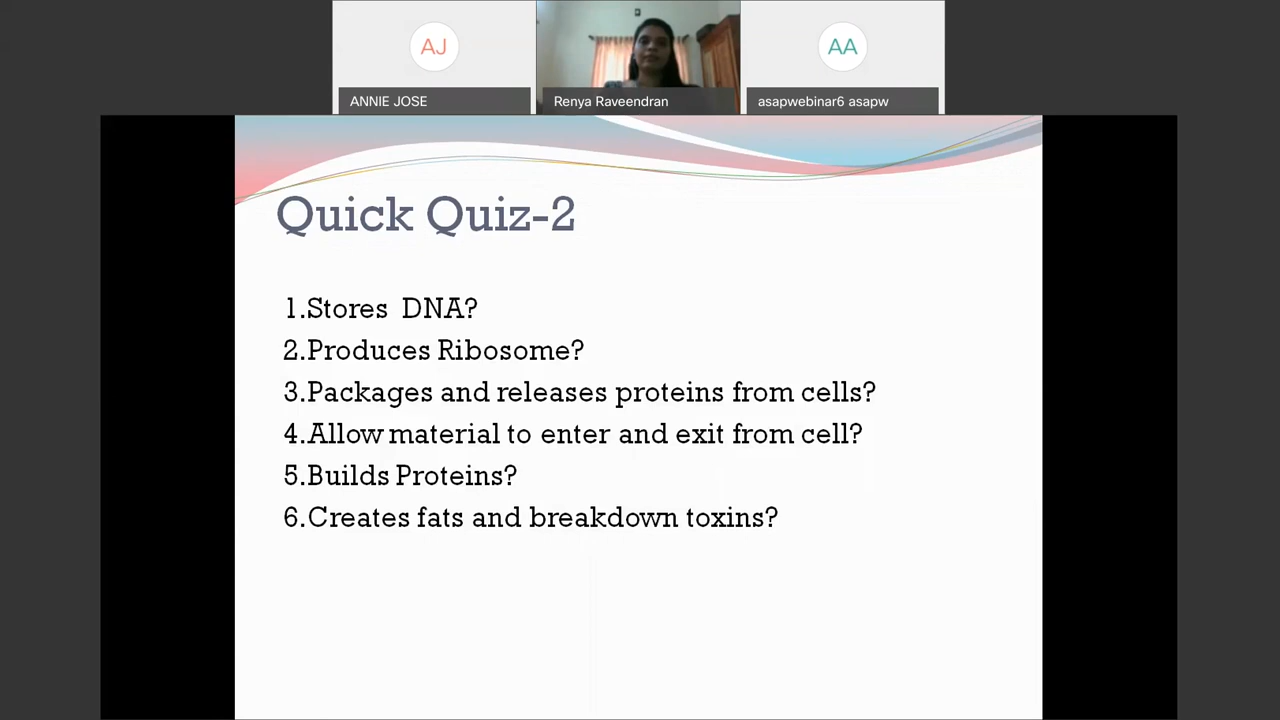 AJ
AA
ANNIE JOSE
Renya Raveendran
asapwebinar6 asapw
Quick Quiz-2
1.Stores DNA?
2.Produces Ribosome?
3.Packages and releases proteins from cells?
4.Allow material to enter and exit from cell?
5.Builds Proteins?
6.Creates fats and breakdown toxins?